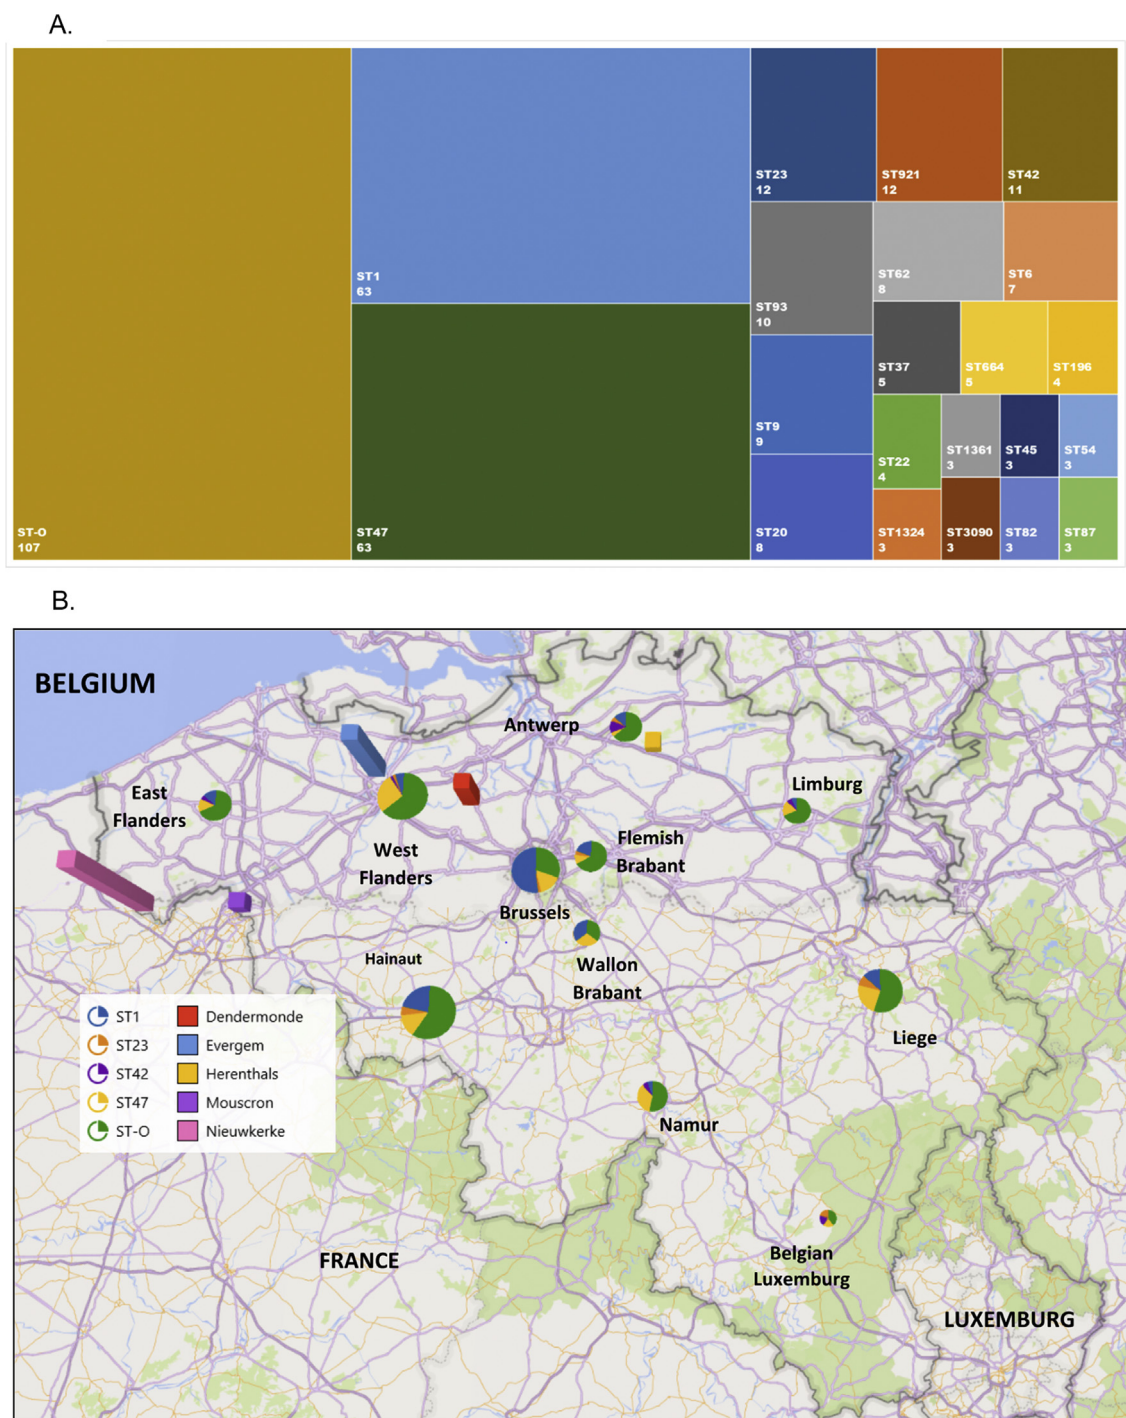 A.
ST-O
107
ST1
63
ST47
63
ST23
12
ST921
12
ST42
11
ST93
10
ST62
8
ST6
7
ST9
9
ST37
5
ST664
5
ST196
4
ST20
8
ST22
4
ST1361
3
ST45
3
ST54
3
ST1324
3
ST3090
3
ST82
3
ST87
3
B.
BELGIUM
Antwerp
East
Flanders
Limburg
West
Flanders
Flemish
Brabant
Brussels
Hainaut
Wallon
Brabant
Liege
ST1
Dendermonde
ST23
Evergem
ST42
Herenthals
ST47
Mouscron
ST-O
Nieuwkerke
Namur
FRANCE
Belgian
Luxemburg
LUXEMBURG